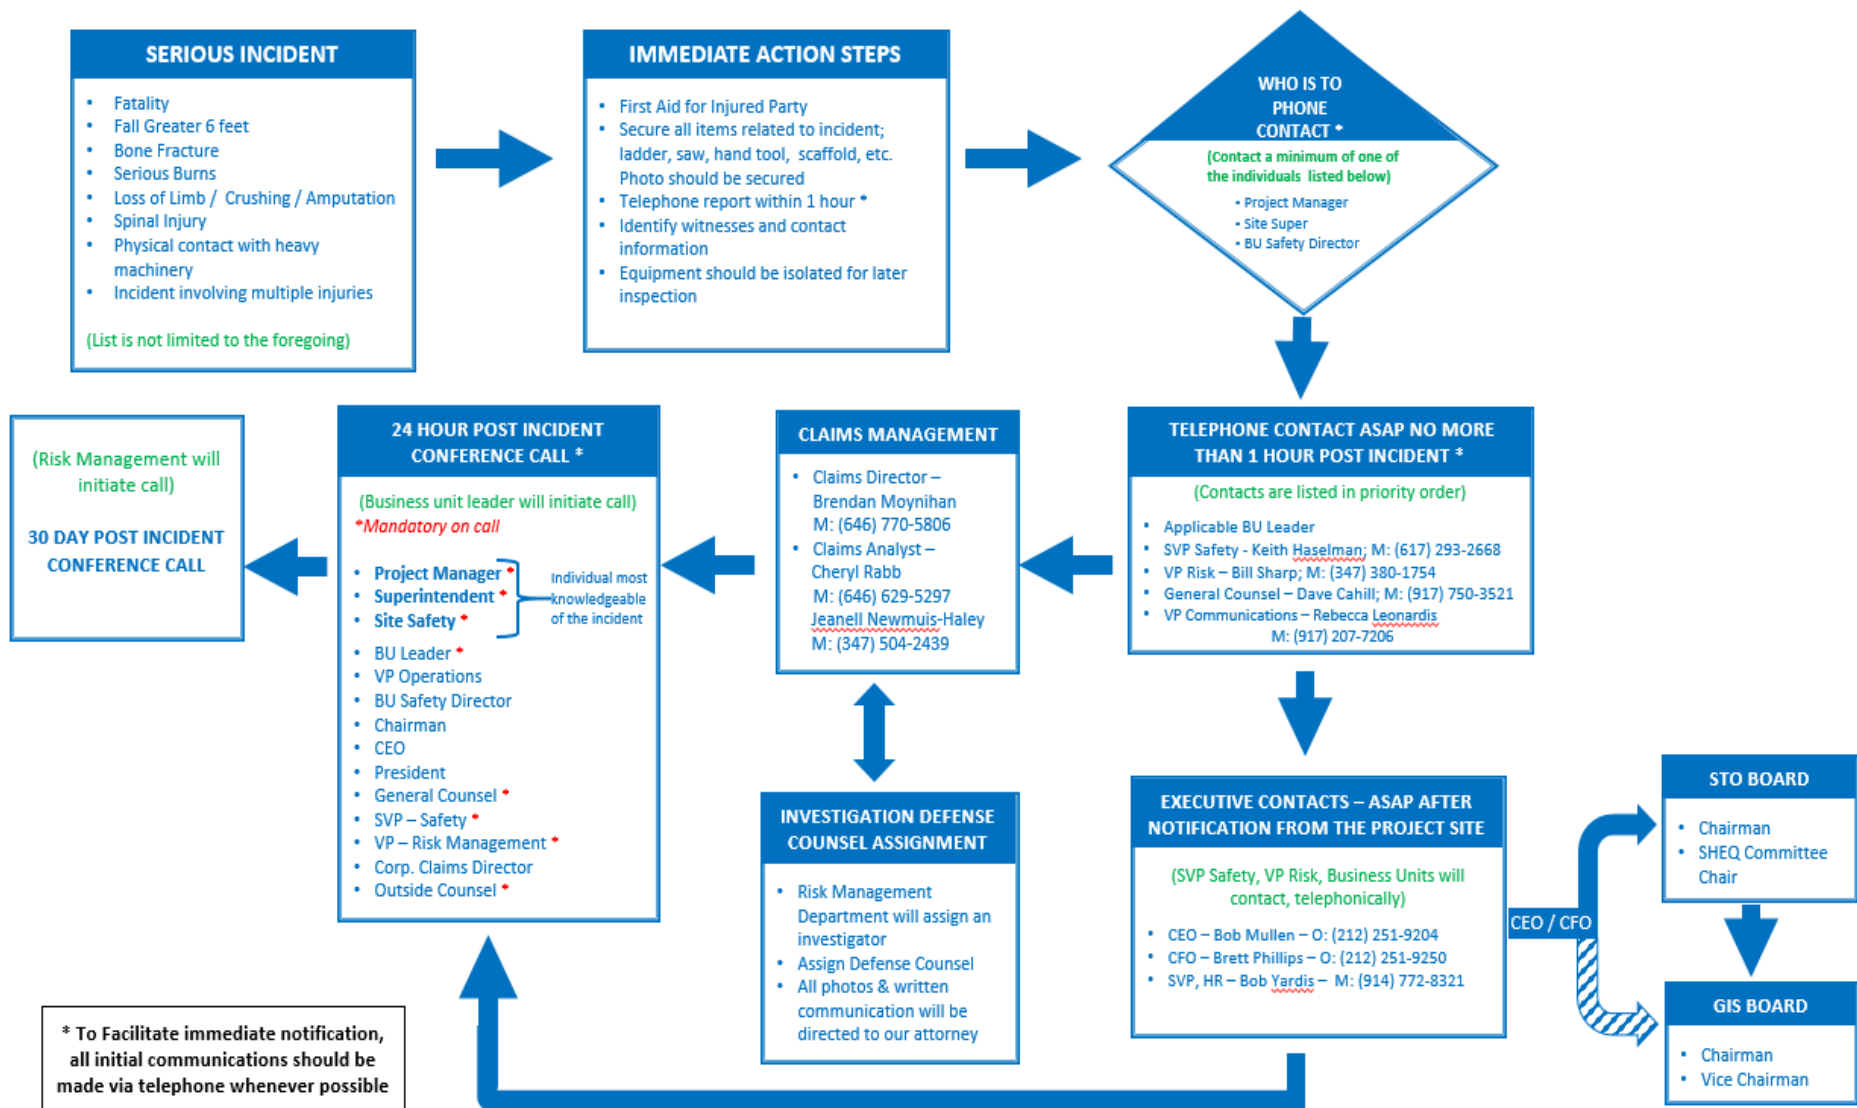 SERIOUS INCIDENT
• Fatality
• Fall Greater 6 feet
• Bone Fracture
• Serious Burns
• Loss of Limb / Crushing / Amputation
• Spinal Injury
• Physical contact with heavy
machinery
• Incident involving multiple injuries
(List is not limited to the foregoing)
IMMEDIATE ACTION STEPS
• First Aid for Injured Party
• Secure all items related to incident;
ladder, saw, hand tool, scaffold, etc.
Photo should be secured
• Telephone report within 1 hour *
• Identify witnesses and contact
information
• Equipment should be isolated for later
inspection
WHO IS TO
PHONE
CONTACT *
(Contact a minimum of one of
the individuals listed below)
▪ Project Manager
▪ Site Super
▪ BU Safety Director
TELEPHONE CONTACT ASAP NO MORE
THAN 1 HOUR POST INCIDENT *
(Contacts are listed in priority order)
• Applicable BU Leader
• SVP Safety - Keith Haselman; M: (617) 293-2668
• VP Risk – Bill Sharp; M: (347) 380-1754
• General Counsel – Dave Cahill; M: (917) 750-3521
• VP Communications – Rebecca Leonardis
M: (917) 207-7206
CLAIMS MANAGEMENT
• Claims Director –
Brendan Moynihan
M: (646) 770-5806
• Claims Analyst –
Cheryl Rabb
M: (646) 629-5297
Jeanell Newmuis-Haley
M: (347) 504-2439
24 HOUR POST INCIDENT
CONFERENCE CALL *
(Business unit leader will initiate call)
*Mandatory on call
• Project Manager *
• Superintendent *
• Site Safety *
Individual most
knowledgeable
of the incident
• BU Leader *
• VP Operations
• BU Safety Director
• Chairman
• CEO
• President
• General Counsel *
• SVP – Safety *
• VP – Risk Management *
• Corp. Claims Director
• Outside Counsel *
(Risk Management will
initiate call)
30 DAY POST INCIDENT
CONFERENCE CALL
INVESTIGATION DEFENSE
COUNSEL ASSIGNMENT
• Risk Management
Department will assign an
investigator
• Assign Defense Counsel
• All photos & written
communication will be
directed to our attorney
EXECUTIVE CONTACTS – ASAP AFTER
NOTIFICATION FROM THE PROJECT SITE
(SVP Safety, VP Risk, Business Units will
contact, telephonically)
• CEO – Bob Mullen – O: (212) 251-9204
• CFO – Brett Phillips – O: (212) 251-9250
• SVP, HR – Bob Yardis – M: (914) 772-8321
CEO / CFO
STO BOARD
• Chairman
• SHEQ Committee
Chair
GIS BOARD
• Chairman
• Vice Chairman
* To Facilitate immediate notification,
all initial communications should be
made via telephone whenever possible